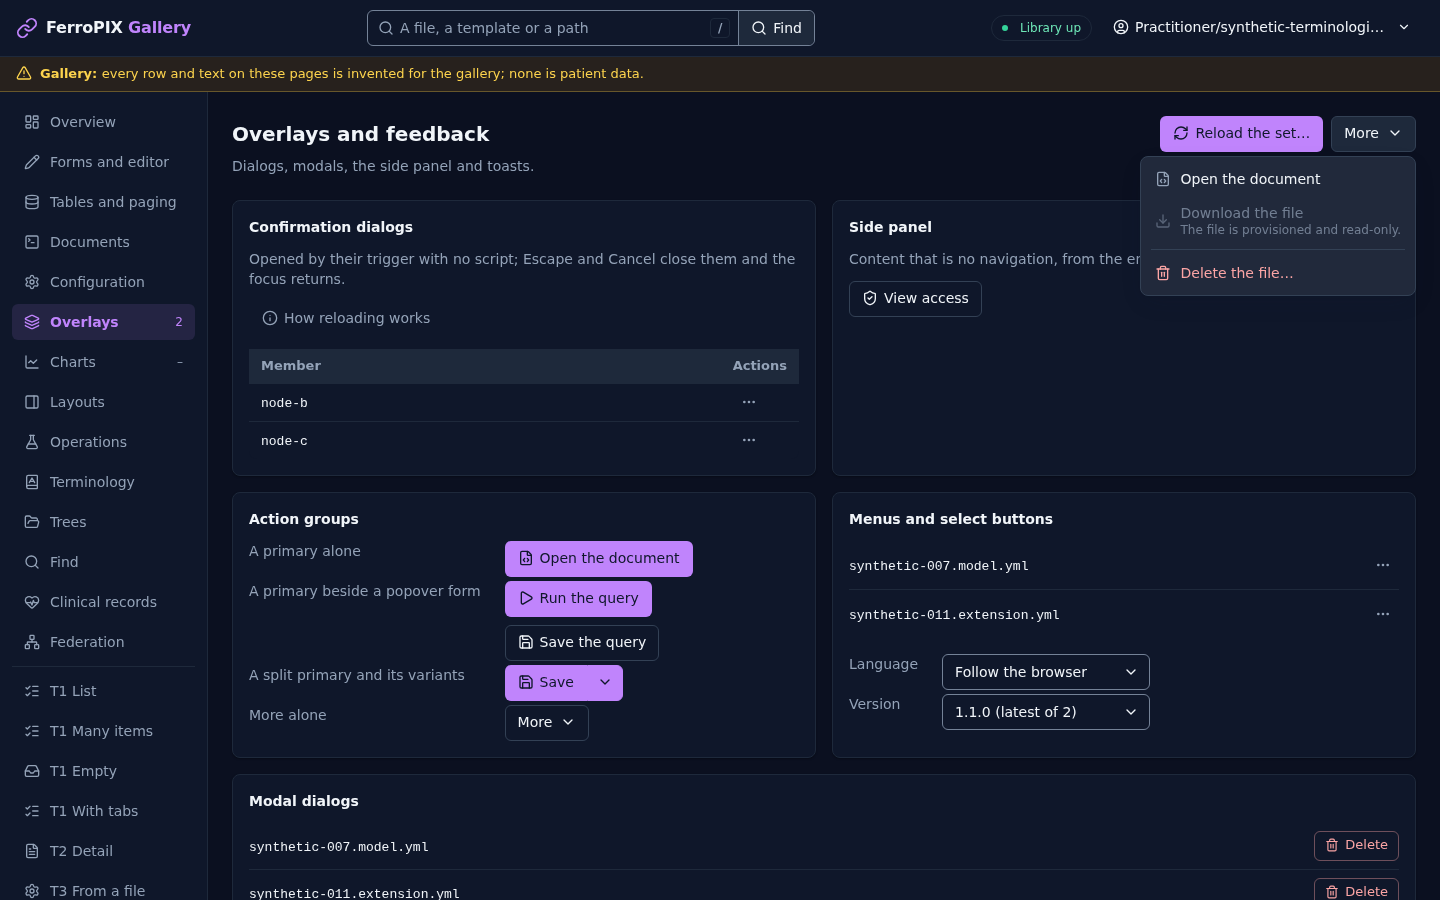 FerroPIX Gallery
A file, a template or a path
/
Find
Library up
Practitioner/synthetic-terminologi…
Gallery: every row and text on these pages is invented for the gallery; none is patient data.
Overview
Forms and editor
Tables and paging
Documents
Configuration
Overlays 2
Charts –
Layouts
Operations
Terminology
Trees
Find
Clinical records
Federation
T1 List
T1 Many items
T1 Empty
T1 With tabs
T2 Detail
T3 From a file
Overlays and feedback
Dialogs, modals, the side panel and toasts.
Reload the set…
More
Open the document
Download the file
The file is provisioned and read-only.
Delete the file…
Confirmation dialogs
Opened by their trigger with no script; Escape and Cancel close them and the
focus returns.
How reloading works
Member Actions
node-b
node-c
Side panel
Content that is no navigation, from the en
View access
Action groups
A primary alone
Open the document
A primary beside a popover form
Run the query
Save the query
A split primary and its variants
Save
More alone
More
Menus and select buttons
synthetic-007.model.yml
synthetic-011.extension.yml
Language
Follow the browser
Version
1.1.0 (latest of 2)
Modal dialogs
synthetic-007.model.yml
Delete
synthetic-011.extension.yml
Delete